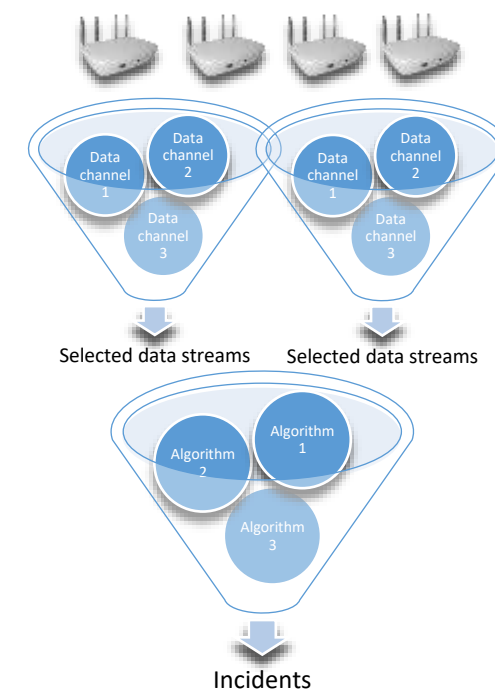 Data
channel
1
Data
channel
2
Data
channel
3
Data
channel
1
Data
channel
2
Data
channel
3
Selected data streams
Selected data streams
Algorithm
2
Algorithm
1
Algorithm
3
Incidents